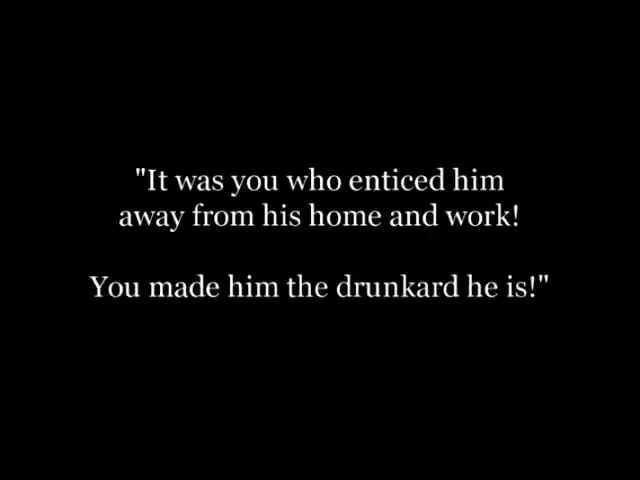 "It was you who enticed him
away from his home and work!
You made him the drunkard he is!"